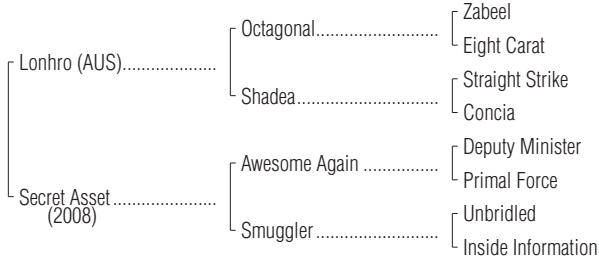 Zabeel
Octagonal..............................
Eight Carat
Lonhro (AUS)......................
Straight Strike
Shadea...................................
Concia
Deputy Minister
Awesome Again ...................
Primal Force
Secret Asset.........................
(2008)
Unbridled
Smuggler..............................
Inside Information